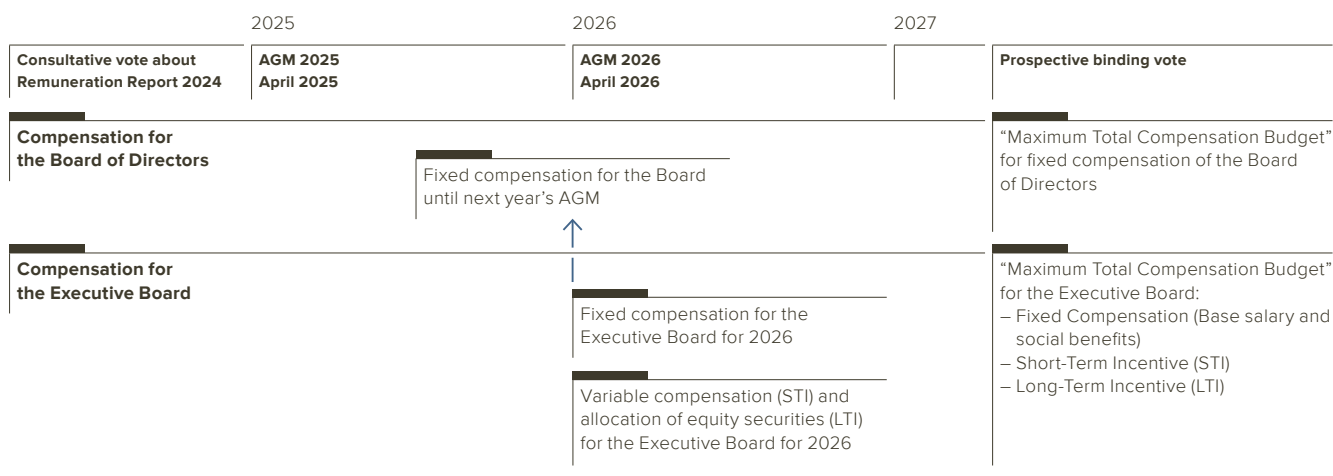 2025
2026
2027
Consultative vote about
Remuneration Report 2024
AGM 2025
April 2025
AGM 2026
April 2026
Prospective binding vote
Compensation for
the Board of Directors
Fixed compensation for the Board
until next year’s AGM
“Maximum Total Compensation Budget”
for fixed compensation of the Board
of Directors
Compensation for
the Executive Board
Fixed compensation for the
Executive Board for 2026
Variable compensation (STI) and
allocation of equity securities (LTI)
for the Executive Board for 2026
“Maximum Total Compensation Budget”
for the Executive Board:
– Fixed Compensation (Base salary and
social benefits)
– Short-Term Incentive (STI)
– Long-Term Incentive (LTI)